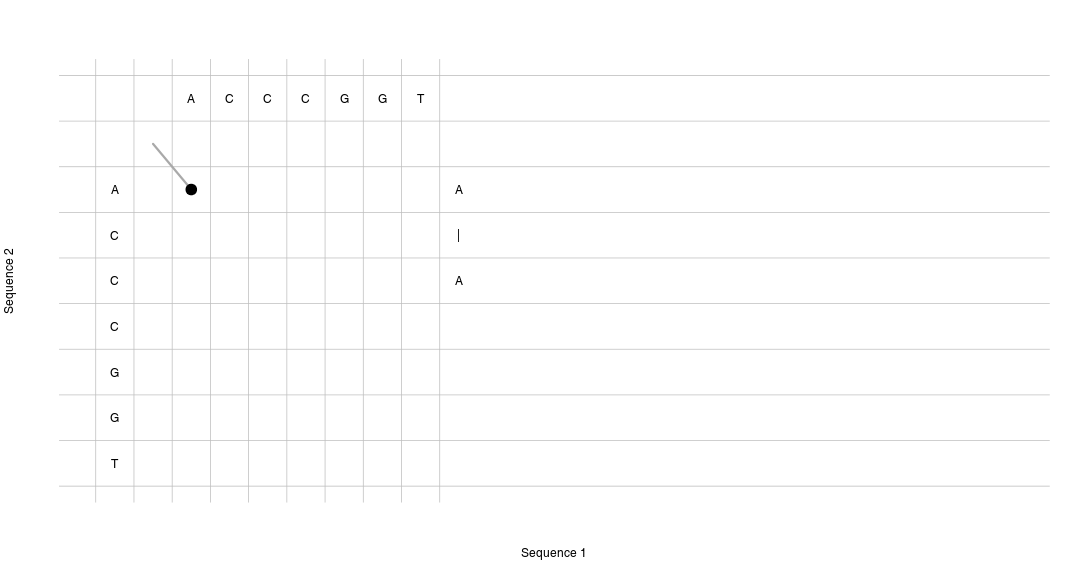 A C C C G G T
A A
C |
C A
C
G
G
T
Sequence 2
Sequence 1